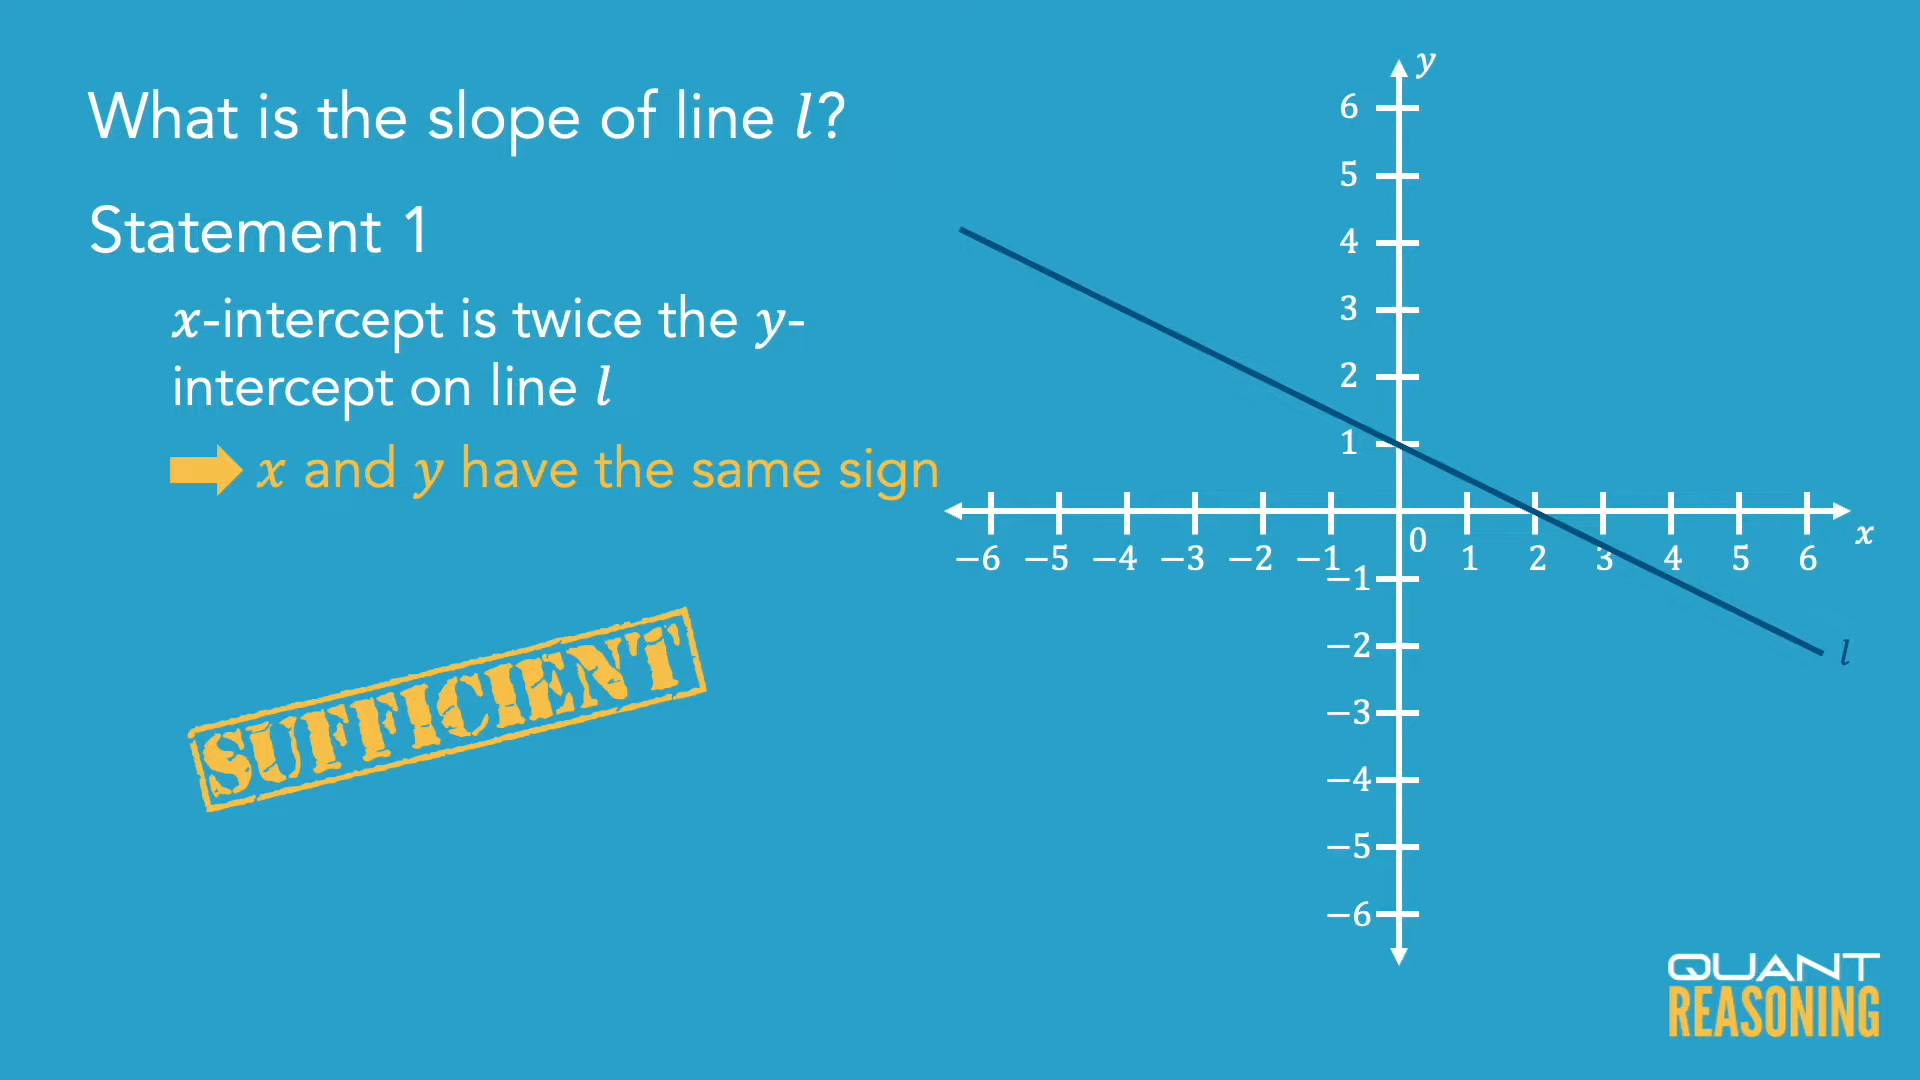 What is the slope of line l?
Statement 1
x-intercept is twice the y-
intercept on line l
x and y have the same sign
SUFFICIENT
y
6
5
4
3
2
1
0
x
−6 −5 −4 −3 −2 −1 1 2 3 4 5 6
−1
−2
l
−3
−4
−5
−6
QUANT
REASONING